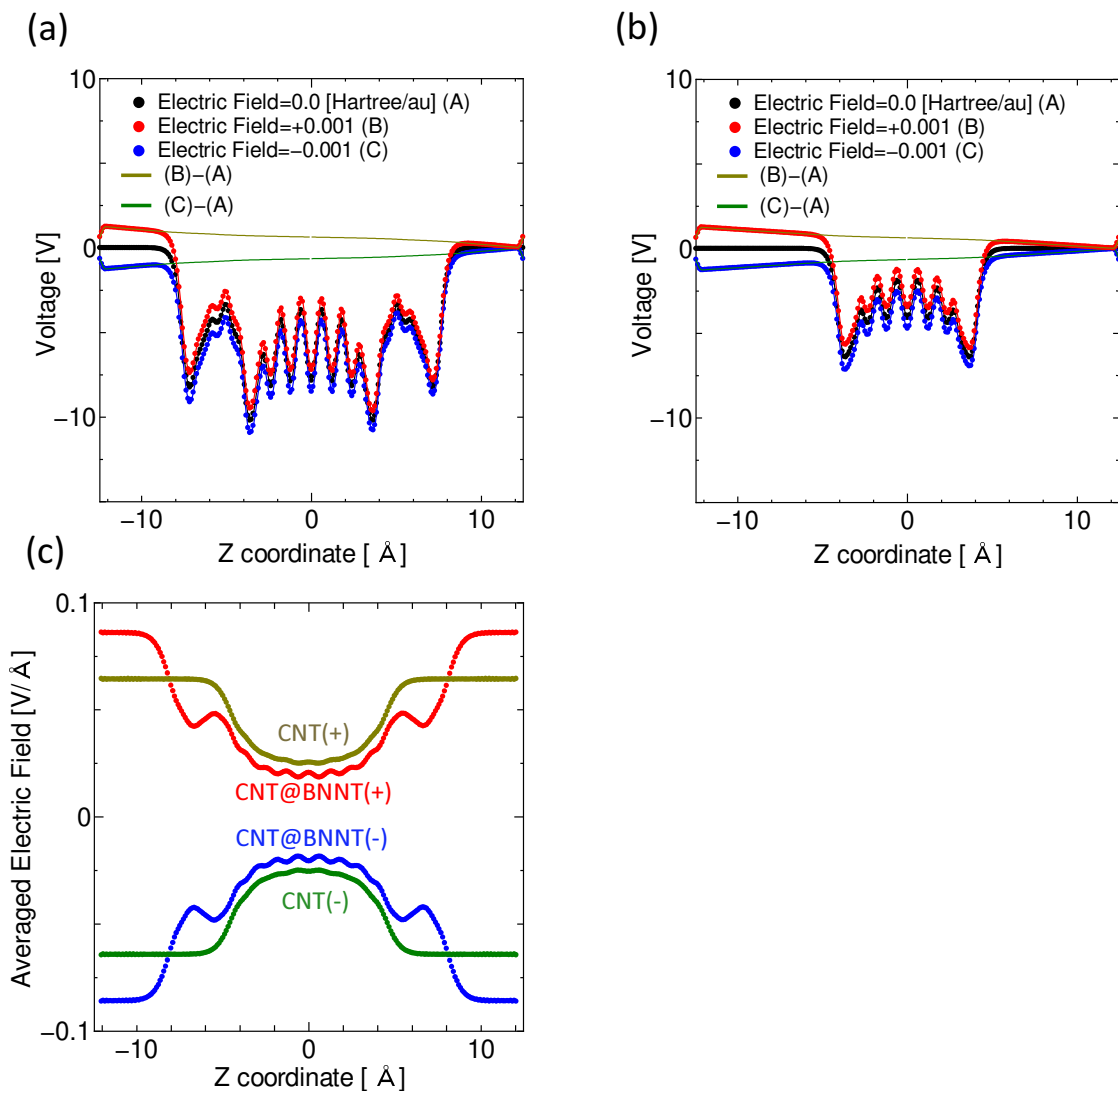 (a)
10
Electric Field=0.0 [Hartree/au] (A)
Electric Field=+0.001 (B)
Electric Field=−0.001 (C)
(B)−(A)
(C)−(A)
0
−10
Voltage [V]
−10 0 10
Z coordinate [ Å ]
(b)
10
Electric Field=0.0 [Hartree/au] (A)
Electric Field=+0.001 (B)
Electric Field=−0.001 (C)
(B)−(A)
(C)−(A)
0
−10
Voltage [V]
−10 0 10
Z coordinate [ Å ]
(c)
0.1
CNT(+)
CNT@BNNT(+)
0
CNT@BNNT(-)
CNT(-)
−0.1
Averaged Electric Field [V/Å]
−10 0 10
Z coordinate [ Å ]